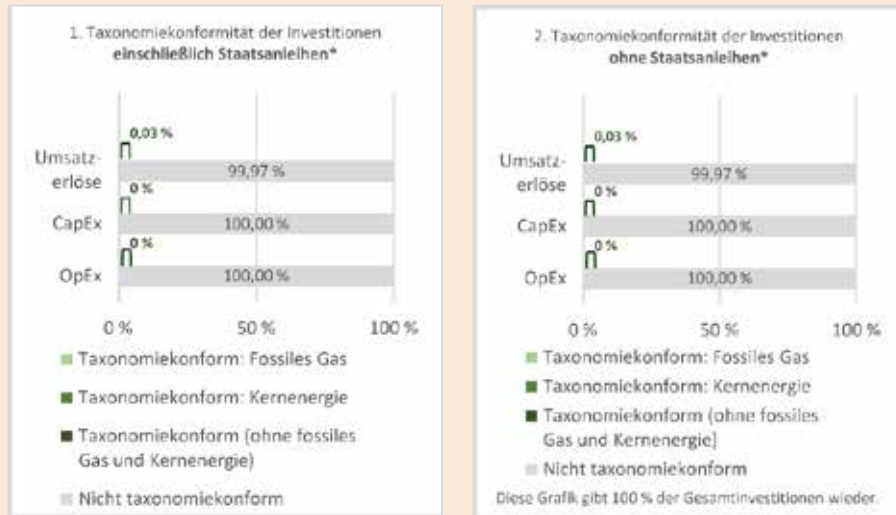 1. Taxonomiekonformität der Investitionen
einschließlich Staatsanleihen*
0,03 %
Umsatz-
erlöse
99,97 %
0 %
CapEx
100,00 %
0 %
OpEx
100,00 %
0 %
50 %
100 %
Taxonomiekonform: Fossiles Gas
Taxonomiekonform: Kernenergie
Taxonomiekonform (ohne fossiles
Gas und Kernenergie)
Nicht taxonomiekonform
2. Taxonomiekonformität der Investitionen
ohne Staatsanleihen*
0,03 %
Umsatz-
erlöse
99,97 %
0 %
CapEx
100,00 %
0 %
OpEx
100,00 %
0 %
50 %
100 %
Taxonomiekonform: Fossiles Gas
Taxonomiekonform: Kernenergie
Taxonomiekonform (ohne fossiles
Gas und Kernenergie)
Nicht taxonomiekonform
Diese Grafik gibt 100 % der Gesamtinvestitionen wieder.